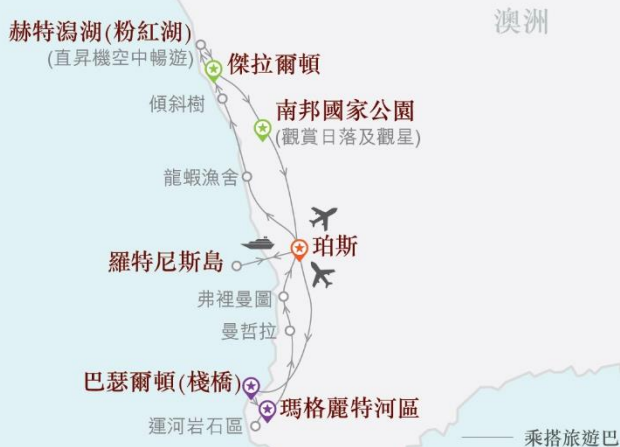 澳洲
赫特潟湖(粉紅湖)
(直昇機空中暢遊)
傑拉爾頓
傾斜樹
南邦國家公園
(觀賞日落及觀星)
龍蝦漁舍
珀斯
羅特尼斯島
弗裡曼圖
曼哲拉
巴瑟爾頓(棧橋)
瑪格麗特河區
運河岩石區
乘搭旅遊巴